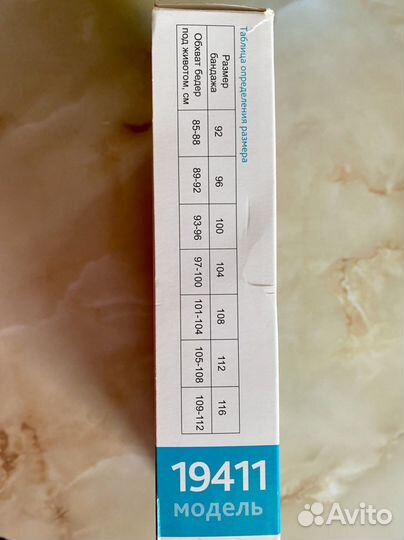 Таблица определения размера
Размер бандажа 92 96 100 104 108 112 116
Обхват бедер под животом, см 85-88 89-92 93-96 97-100 101-104 105-108 109-112
19411
модель
Avito